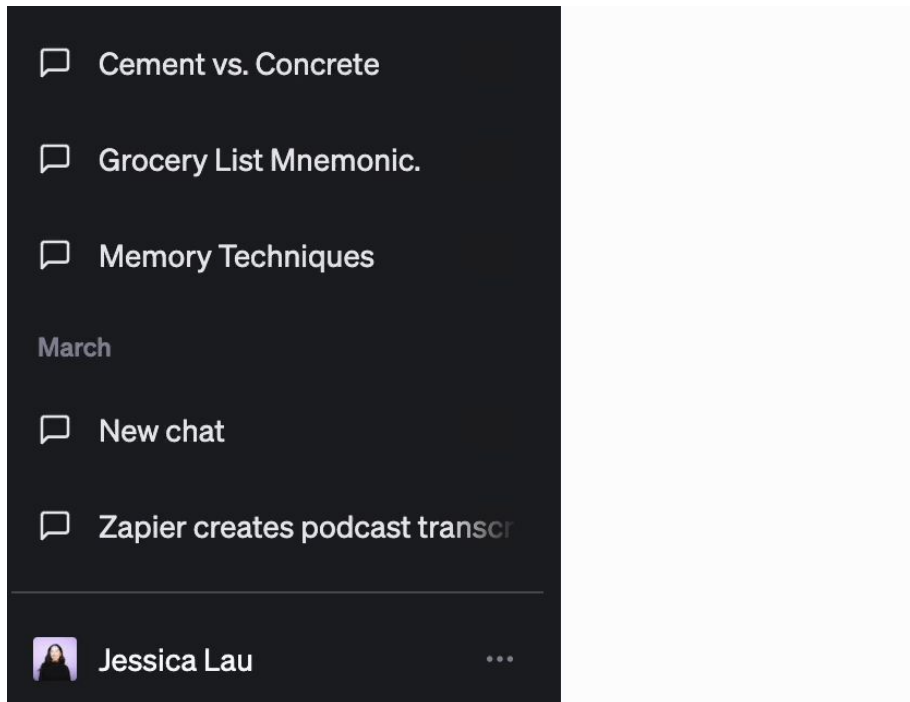 Cement vs. Concrete
Grocery List Mnemonic.
Memory Techniques
March
New chat
Zapier creates podcast transcr
Jessica Lau